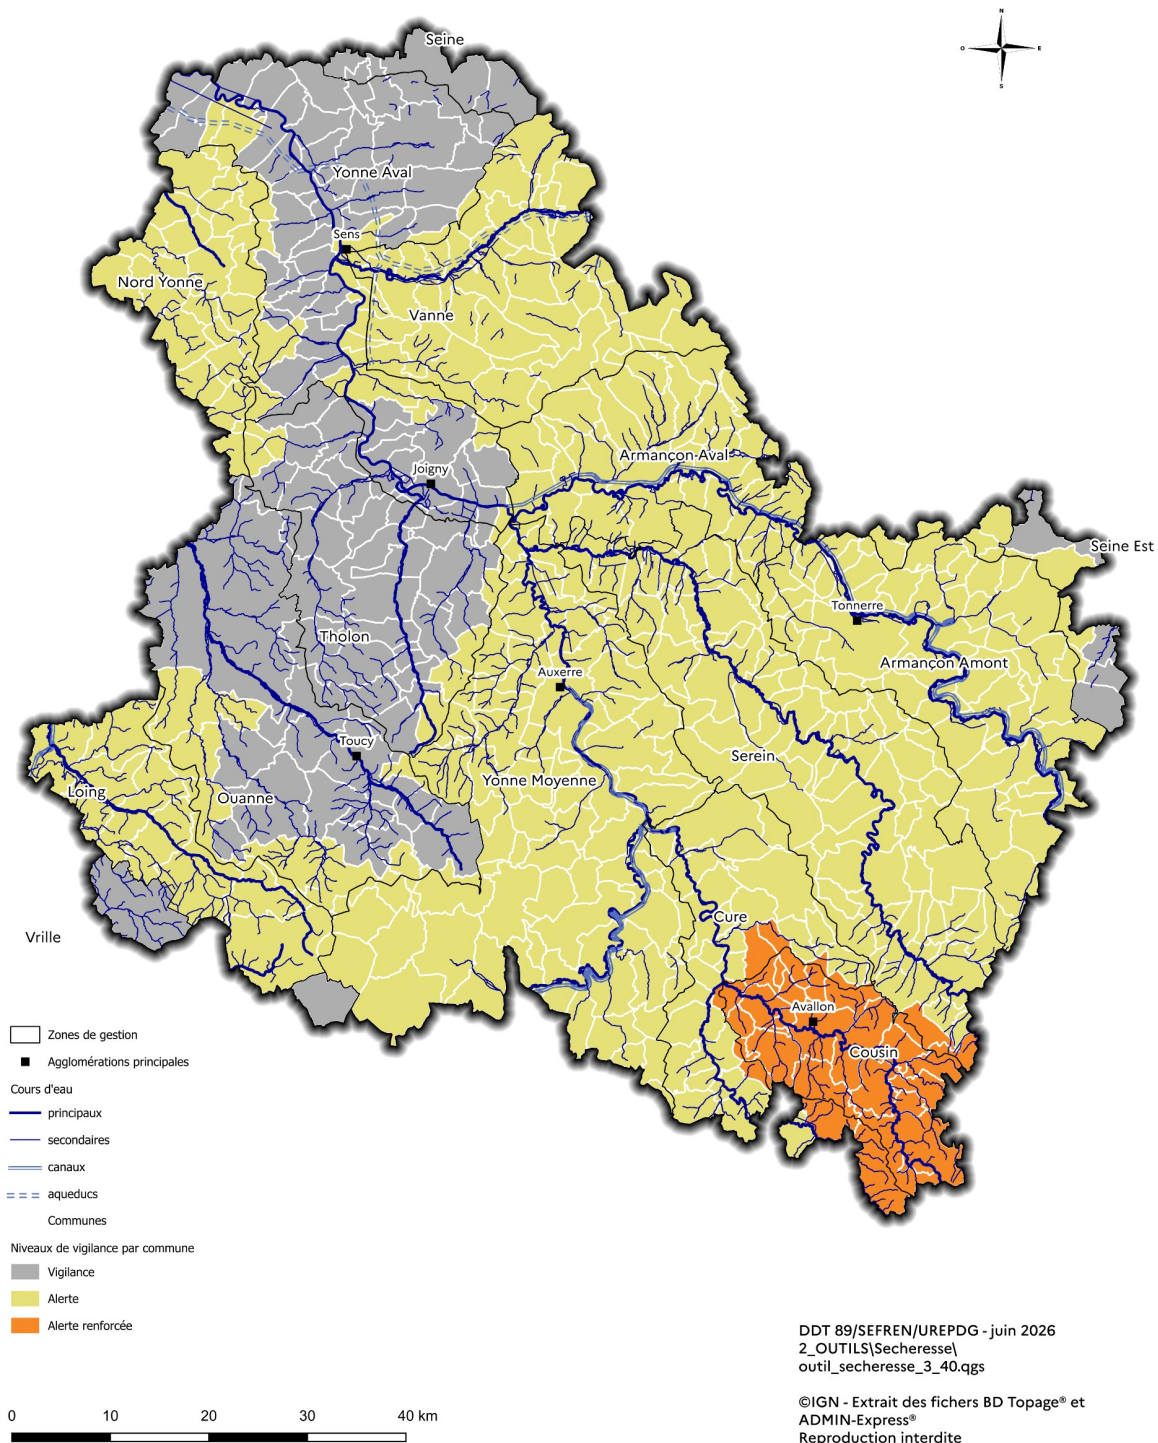 N
O
E
S
Seine
Yonne Aval
Sens
Nord Yonne
Vanne
Armançon Aval
Joigny
Seine Est
Tonnerre
Tholon
Armançon Amont
Auxerre
Toucy
Serein
Yonne Moyenne
Loing
Ouanne
Cure
Vrille
Avallon
Cousin
Zones de gestion
Agglomérations principales
Cours d'eau
principaux
secondaires
canaux
aqueducs
Communes
Niveaux de vigilance par commune
Vigilance
Alerte
Alerte renforcée
DDT 89/SEFREN/UREPDG - juin 2026
2_OUTILS\Secheresse\
outil_secheresse_3_40.qgs
©IGN - Extrait des fichers BD Topage® et
ADMIN-Express®
Reproduction interdite
0 10 20 30 40 km